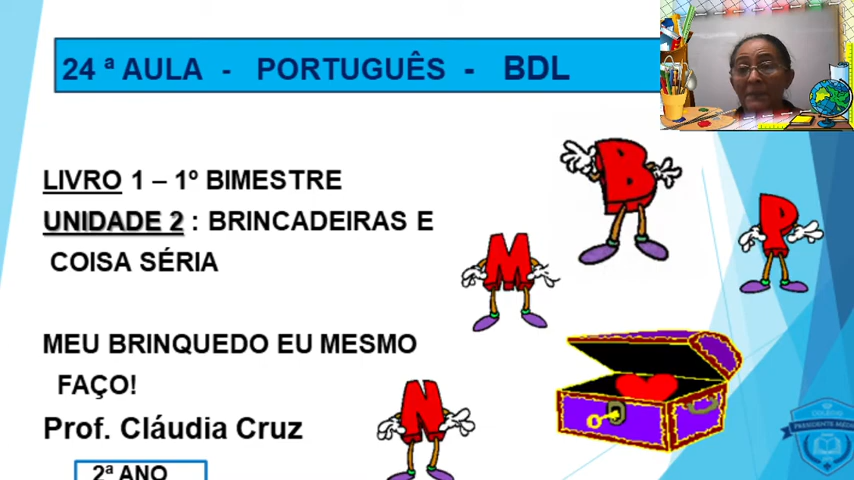 24 ª AULA - PORTUGUÊS - BDL
LIVRO 1 – 1º BIMESTRE
UNIDADE 2 : BRINCADEIRAS E
COISA SÉRIA
MEU BRINQUEDO EU MESMO
FAÇO!
Prof. Cláudia Cruz
2ª ANO
B
P
M
N
COLÉGIO